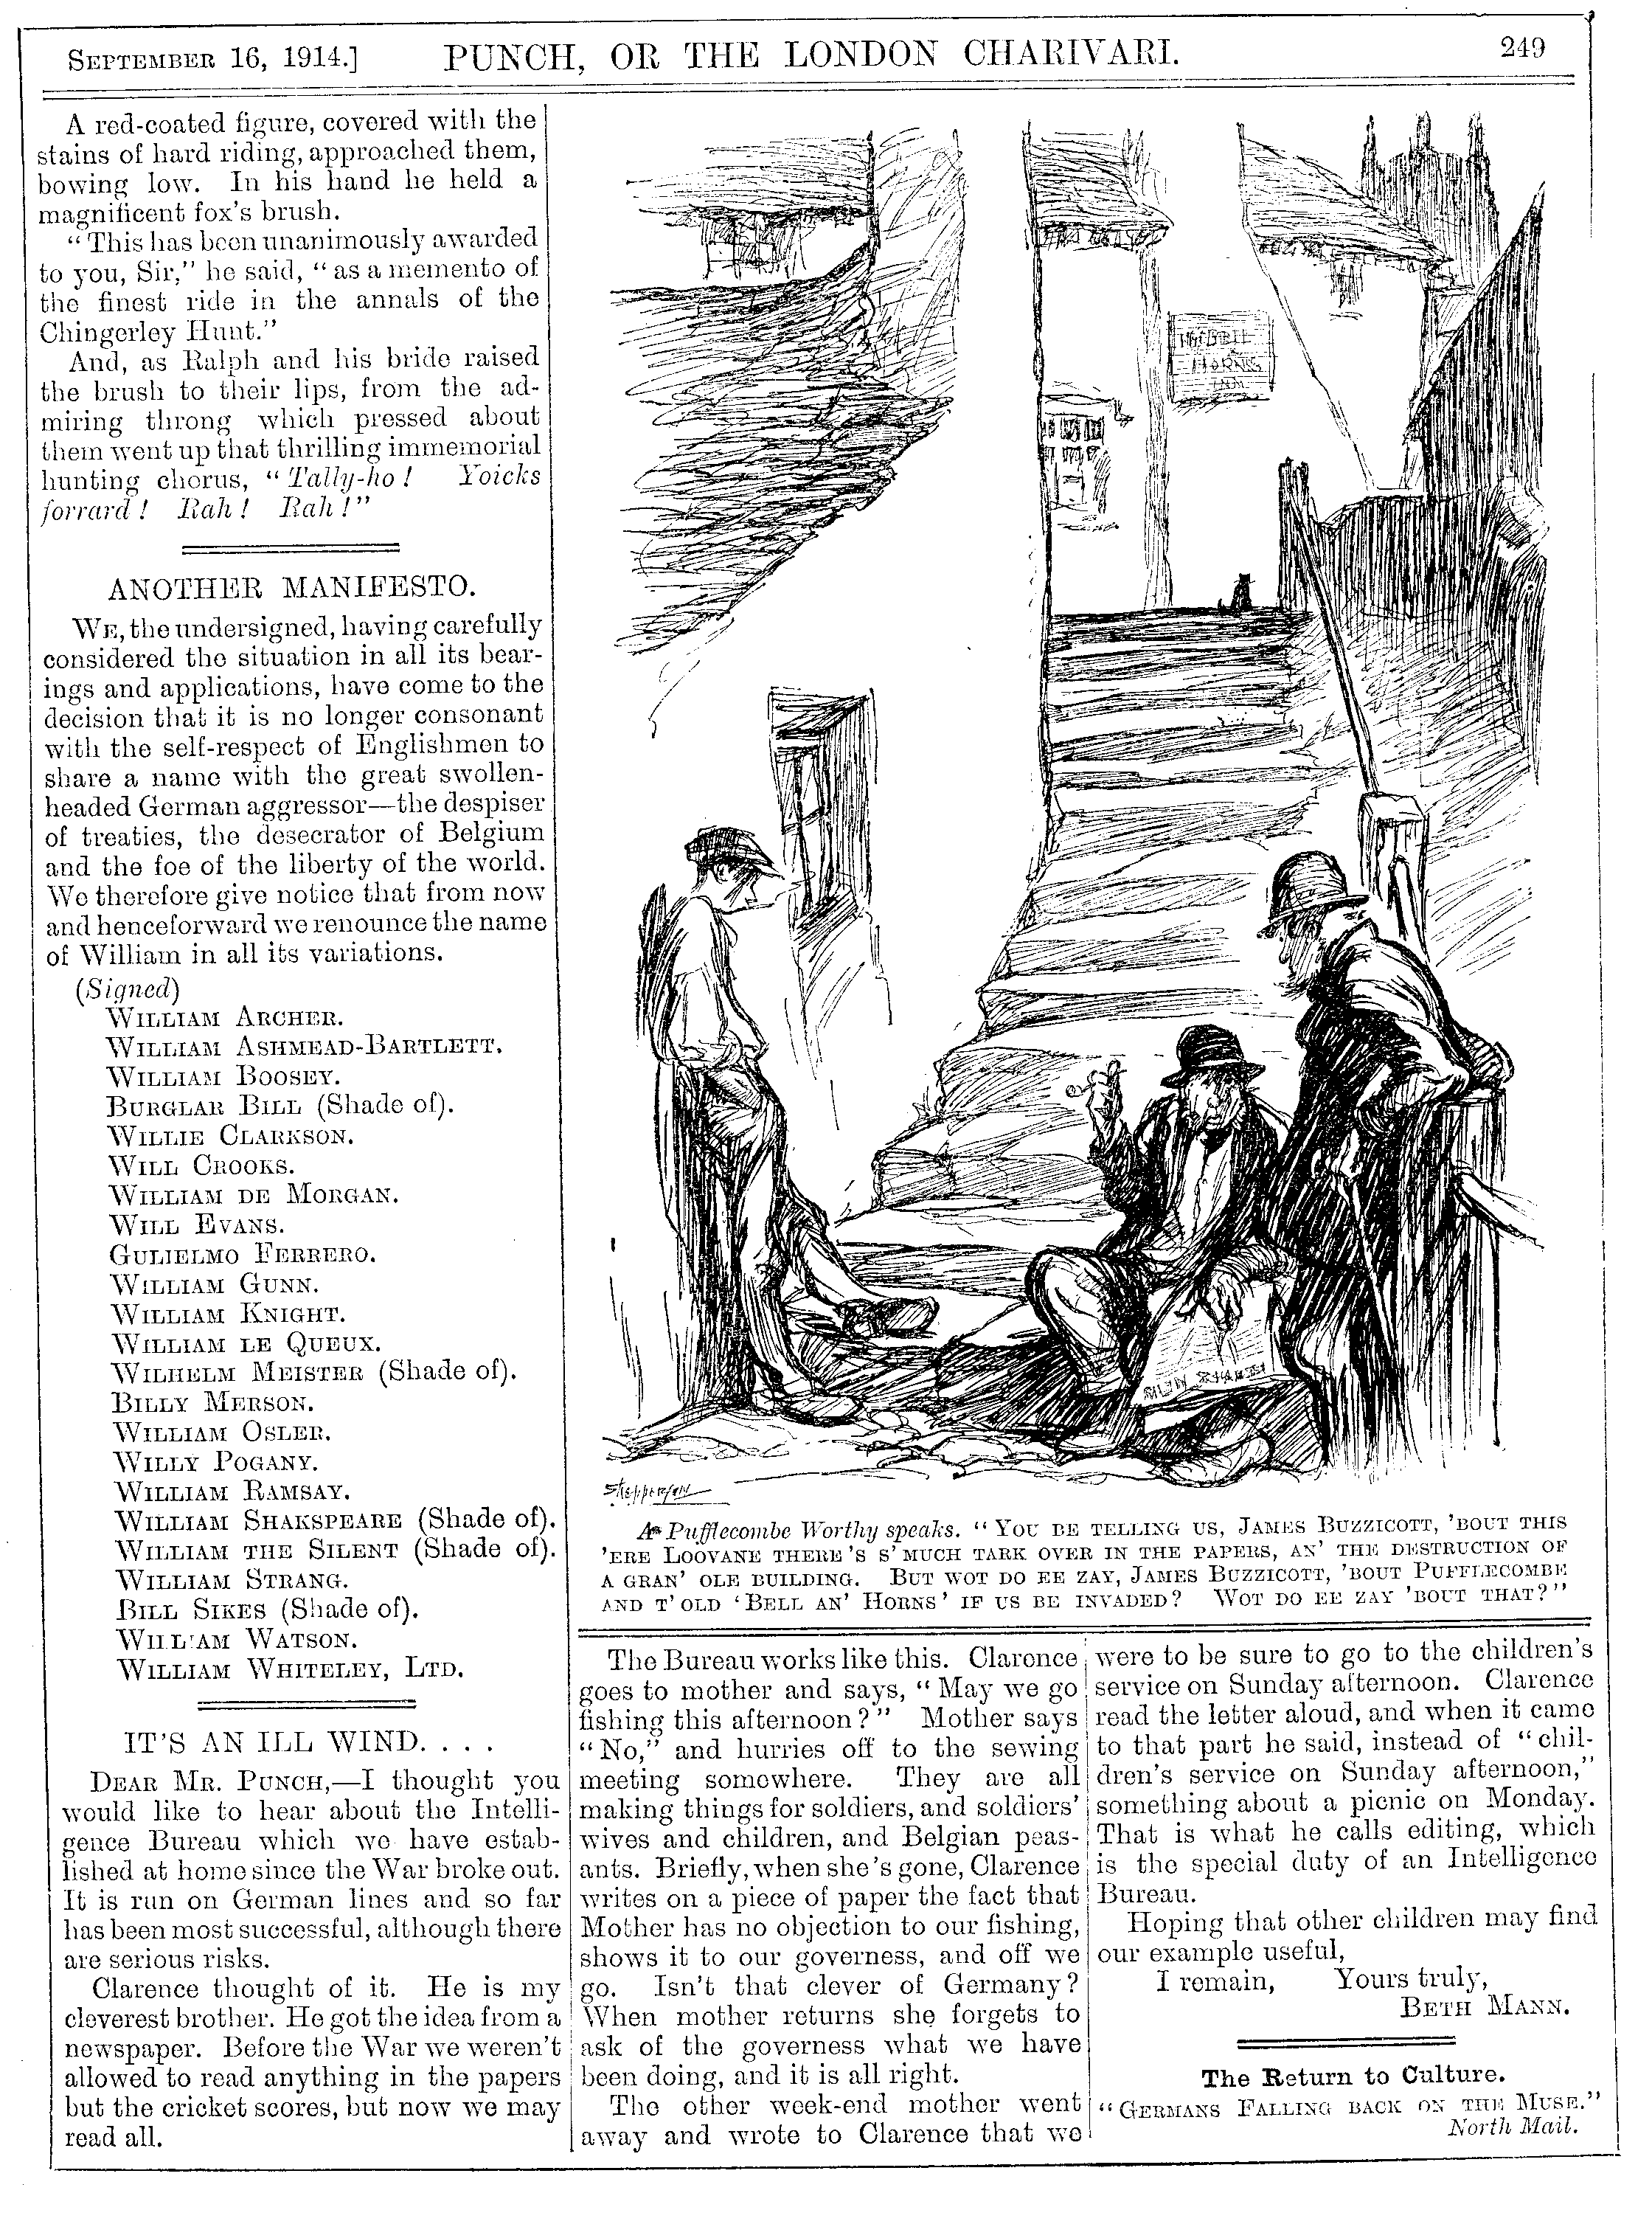 SEPTEMBER 16, 1914.] PUNCH, OR THE LONDON CHARIVARI. 249
A red-coated figure, covered with the
stains of hard riding, approached them,
bowing low. In his hand he held a
magnificent fox's brush.
"This has been unanimously awarded
to you, Sir," he said, "as a memento of
the finest ride in the annals of the
Chingerley Hunt."
And, as Ralph and his bride raised
the brush to their lips, from the ad-
miring throng which pressed about
them went up that thrilling immemorial
hunting chorus, "Tally-ho! Yoicks
forrard! Rah! Rah!"
ANOTHER MANIFESTO.
WE, the undersigned, having carefully
considered the situation in all its bear-
ings and applications, have come to the
decision that it is no longer consonant
with the self-respect of Englishmen to
share a name with the great swollen-
headed German aggressor—the despiser
of treaties, the desecrator of Belgium
and the foe of the liberty of the world.
We therefore give notice that from now
and henceforward we renounce the name
of William in all its variations.
(Signed)
WILLIAM ARCHER.
WILLIAM ASHMEAD-BARTLETT.
WILLIAM BOOSEY.
BURGLAR BILL (Shade of).
WILLIE CLARKSON.
WILL CROOKS.
WILLIAM DE MORGAN.
WILL EVANS.
GULIELMO FERRERO.
WILLIAM GUNN.
WILLIAM KNIGHT.
WILLIAM LE QUEUX.
WILHELM MEISTER (Shade of).
BILLY MERSON.
WILLIAM OSLER.
WILLY POGANY.
WILLIAM RAMSAY.
WILLIAM SHAKSPEARE (Shade of).
WILLIAM THE SILENT (Shade of).
WILLIAM STRANG.
BILL SIKES (Shade of).
WILLIAM WATSON.
WILLIAM WHITELEY, LTD.
IT'S AN ILL WIND. . . .
DEAR MR. PUNCH,—I thought you
would like to hear about the Intelli-
gence Bureau which we have estab-
lished at home since the War broke out.
It is run on German lines and so far
has been most successful, although there
are serious risks.
Clarence thought of it. He is my
cleverest brother. He got the idea from a
newspaper. Before the War we weren't
allowed to read anything in the papers
but the cricket scores, but now we may
read all.
HORNS
INN
Shepperson
A Pufflecombe Worthy speaks. "YOU BE TELLING US, JAMES BUZZICOTT, 'BOUT THIS
'ERE LOOVANE THERE'S S'MUCH TARK OVER IN THE PAPERS, AN' THE DESTRUCTION OF
A GRAN' OLE BUILDING. BUT WOT DO EE ZAY, JAMES BUZZICOTT, 'BOUT PUFFLECOMBE
AND T'OLD 'BELL AN' HORNS' IF US BE INVADED? WOT DO EE ZAY 'BOUT THAT?"
The Bureau works like this. Clarence
goes to mother and says, "May we go
fishing this afternoon?" Mother says
"No," and hurries off to the sewing
meeting somewhere. They are all
making things for soldiers, and soldiers'
wives and children, and Belgian peas-
ants. Briefly, when she's gone, Clarence
writes on a piece of paper the fact that
Mother has no objection to our fishing,
shows it to our governess, and off we
go. Isn't that clever of Germany?
When mother returns she forgets to
ask of the governess what we have
been doing, and it is all right.
The other week-end mother went
away and wrote to Clarence that we
were to be sure to go to the children's
service on Sunday afternoon. Clarence
read the letter aloud, and when it came
to that part he said, instead of "chil-
dren's service on Sunday afternoon,"
something about a picnic on Monday.
That is what he calls editing, which
is the special duty of an Intelligence
Bureau.
Hoping that other children may find
our example useful,
I remain, Yours truly,
BETH MANN.
The Return to Culture.
"GERMANS FALLING BACK ON THE MUSE."
North Mail.